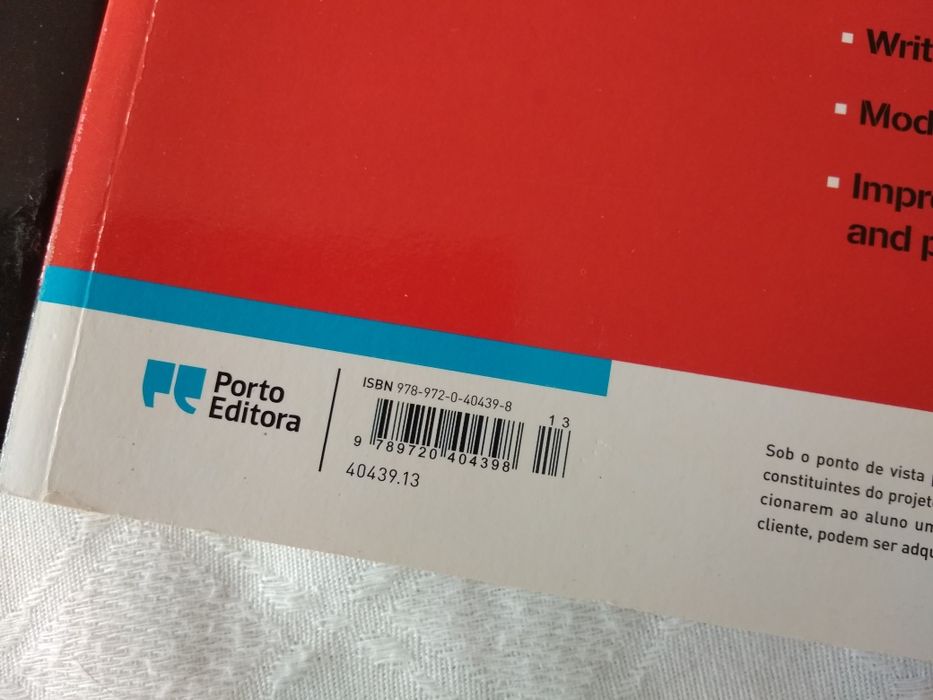 Writ
Mod
Impr
and p
Porto
Editora
ISBN 978-972-0-40439-8
1 3
9 789720 404398
40439.13
Sob o ponto de vista
constituintes do projet
cionarem ao aluno um
cliente, podem ser adqu